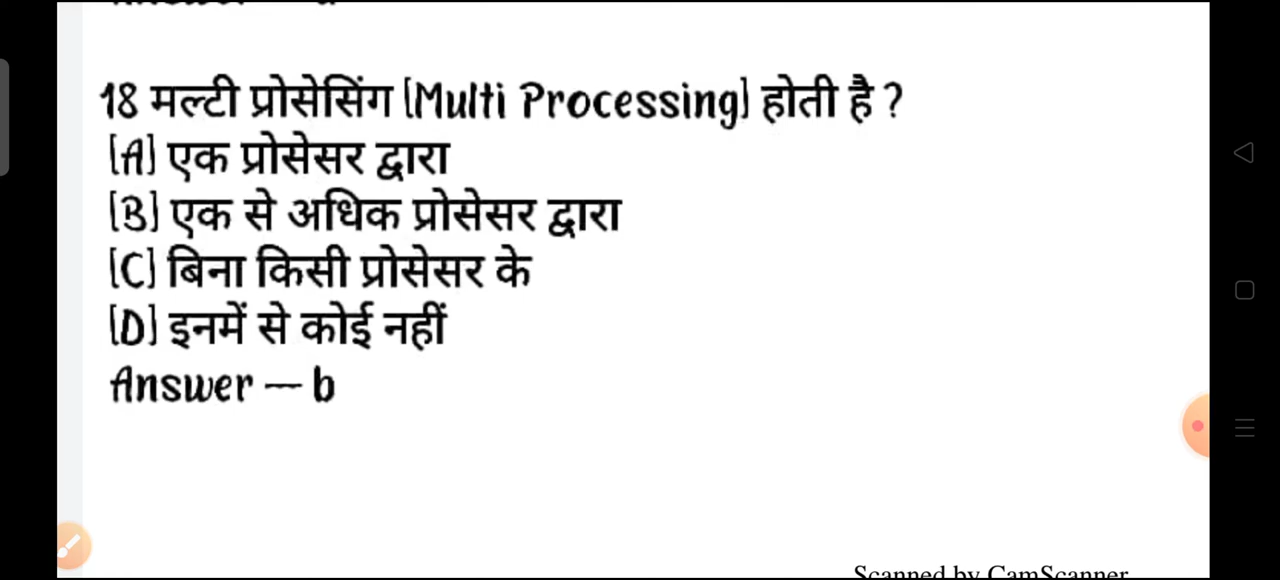 18 मल्टी प्रोसेसिंग [Multi Processing] होती है ?
[A] एक प्रोसेसर द्वारा
[B] एक से अधिक प्रोसेसर द्वारा
[C] बिना किसी प्रोसेसर के
[D] इनमें से कोई नहीं
Answer – b
Scanned by CamScanner